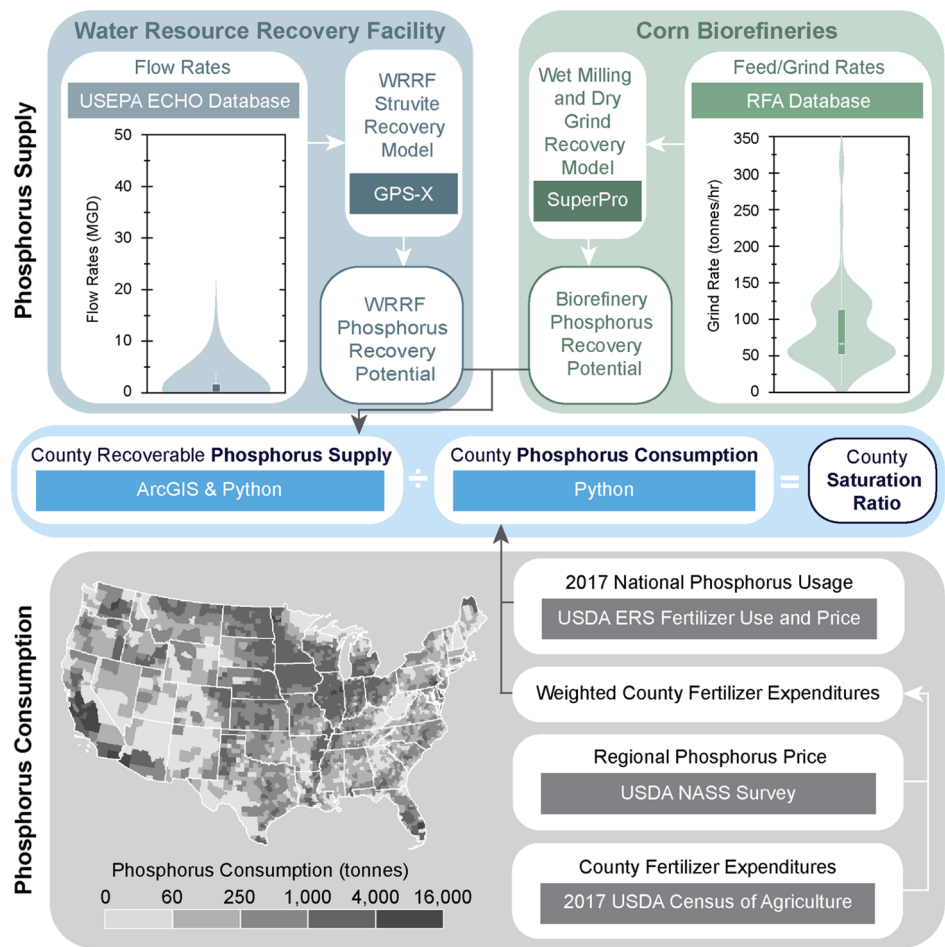 Phosphorus Supply
Water Resource Recovery Facility
Flow Rates
USEPA ECHO Database
Flow Rates (MGD)
50
40
30
20
10
0
WRRF
Struvite
Recovery
Model
GPS-X
WRRF
Phosphorus
Recovery
Potential
Corn Biorefineries
Wet Milling
and Dry
Grind
Recovery
Model
SuperPro
Biorefinery
Phosphorus
Recovery
Potential
Feed/Grind Rates
RFA Database
Grind Rate (tonnes/hr)
350
300
250
200
150
100
50
0
County Recoverable Phosphorus Supply
ArcGIS & Python
÷
County Phosphorus Consumption
Python
=
County
Saturation
Ratio
Phosphorus Consumption
Phosphorus Consumption (tonnes)
0 60 250 1,000 4,000 16,000
2017 National Phosphorus Usage
USDA ERS Fertilizer Use and Price
Weighted County Fertilizer Expenditures
Regional Phosphorus Price
USDA NASS Survey
County Fertilizer Expenditures
2017 USDA Census of Agriculture